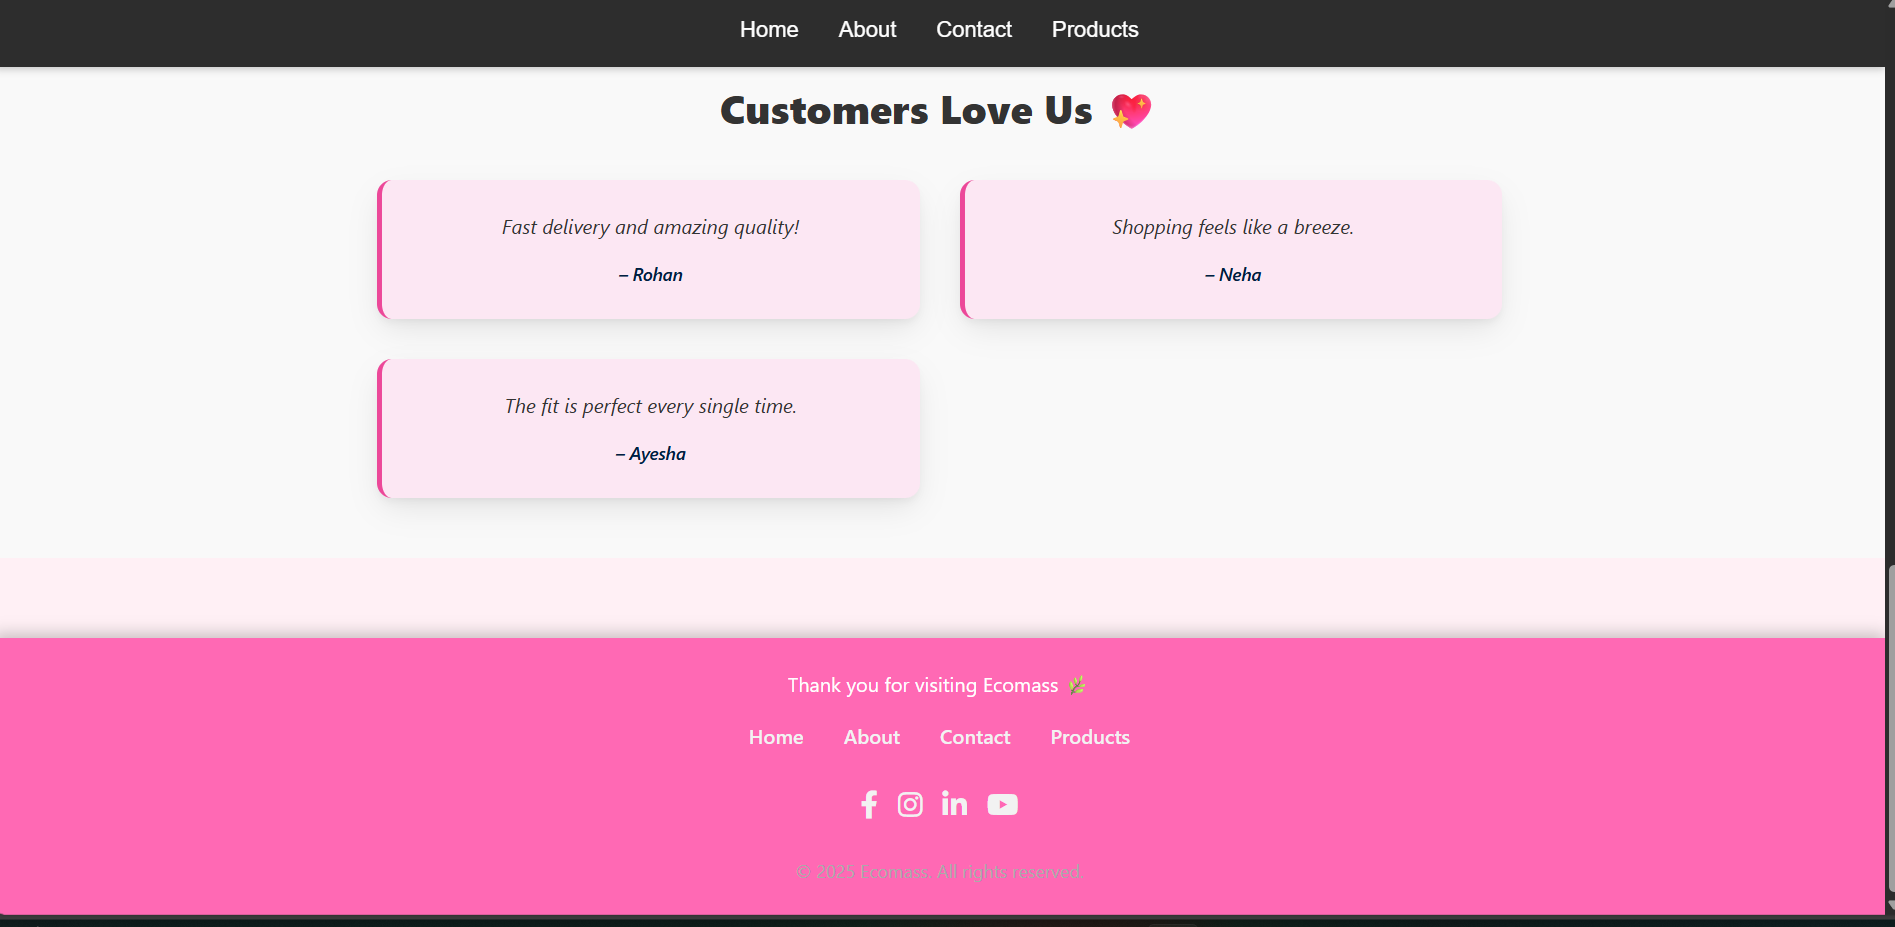 Home About Contact Products
Customers Love Us 💖
Fast delivery and amazing quality!
– Rohan
Shopping feels like a breeze.
– Neha
The fit is perfect every single time.
– Ayesha
Thank you for visiting Ecomass 🌿
Home About Contact Products
© 2025 Ecomass. All rights reserved.